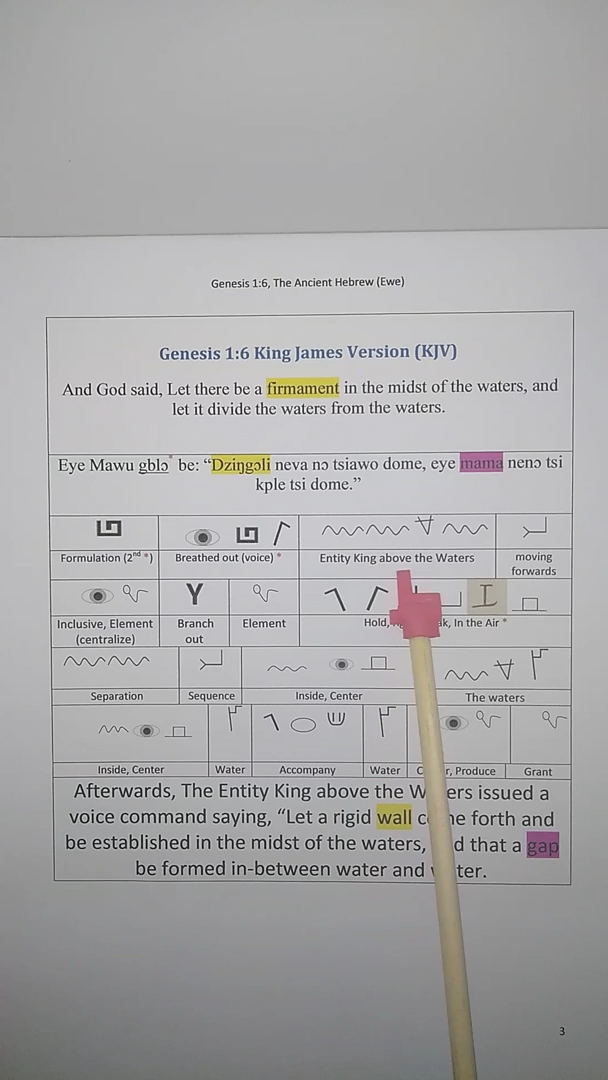 Genesis 1:6, The Ancient Hebrew (Ewe)
Genesis 1:6 King James Version (KJV)
And God said, Let there be a firmament in the midst of the waters, and
let it divide the waters from the waters.
Eye Mawu gblɔ* be: “Dziŋgɔli neva nɔ tsiawo dome, eye mama nenɔ tsi
kple tsi dome.”
Formulation (2nd *) Breathed out (voice) * Entity King above the Waters moving
forwards
Inclusive, Element Branch Element Hold, In the Air *
(centralize) out
Separation Sequence Inside, Center The waters
Inside, Center Water Accompany Water Produce Grant
Afterwards, The Entity King above the issued a
voice command saying, “Let a rigid wall forth and
be established in the midst of the waters, that a gap
be formed in-between water and
3